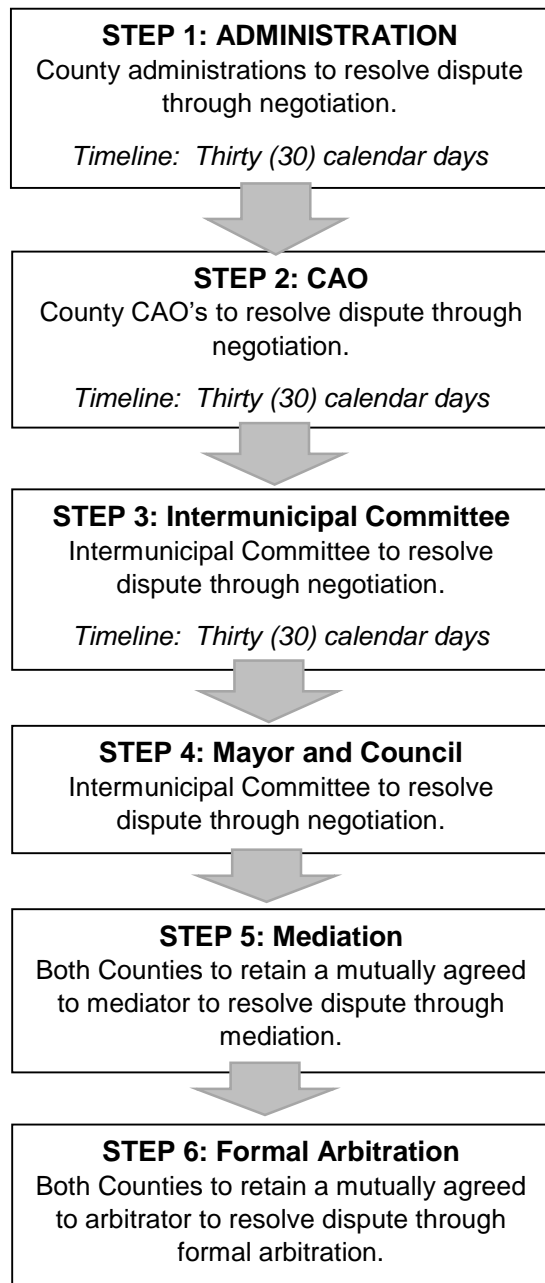 STEP 1: ADMINISTRATION
County administrations to resolve dispute
through negotiation.
Timeline:  Thirty (30) calendar days
STEP 2: CAO
County CAO's to resolve dispute through
negotiation.
Timeline:  Thirty (30) calendar days
STEP 3: Intermunicipal Committee
Intermunicipal Committee to resolve
dispute through negotiation.
Timeline:  Thirty (30) calendar days
STEP 4: Mayor and Council
Intermunicipal Committee to resolve
dispute through negotiation.
STEP 5: Mediation
Both Counties to retain a mutually agreed
to mediator to resolve dispute through
mediation.
STEP 6: Formal Arbitration
Both Counties to retain a mutually agreed
to arbitrator to resolve dispute through
formal arbitration.